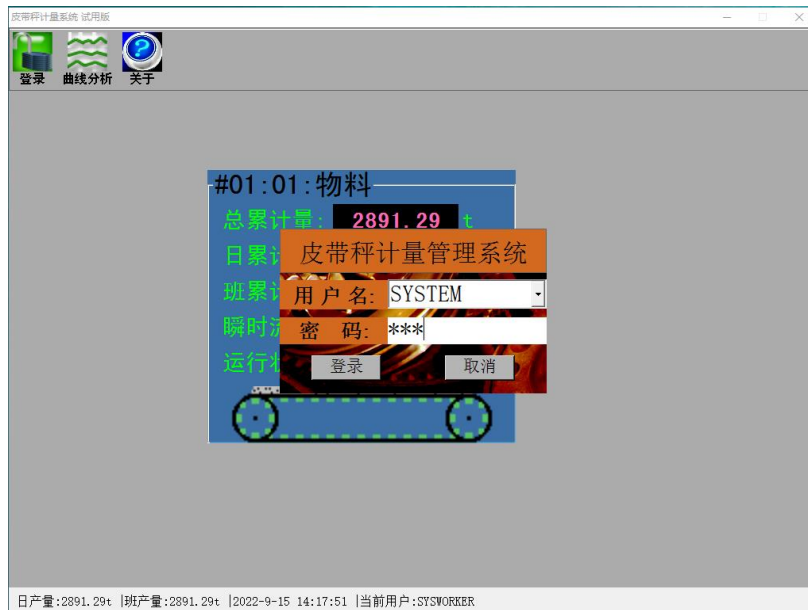 皮带秤计量系统 试用版
登录 曲线分析 关于
#01:01:物料
总累计量: 2891.29 t
日累计
皮带秤计量管理系统
班累计
用户名: SYSTEM
瞬时流
密 码: ***
运行状
登录 取消
日产量:2891.29t |班产量:2891.29t |2022-9-15 14:17:51 |当前用户:SYSWORKER